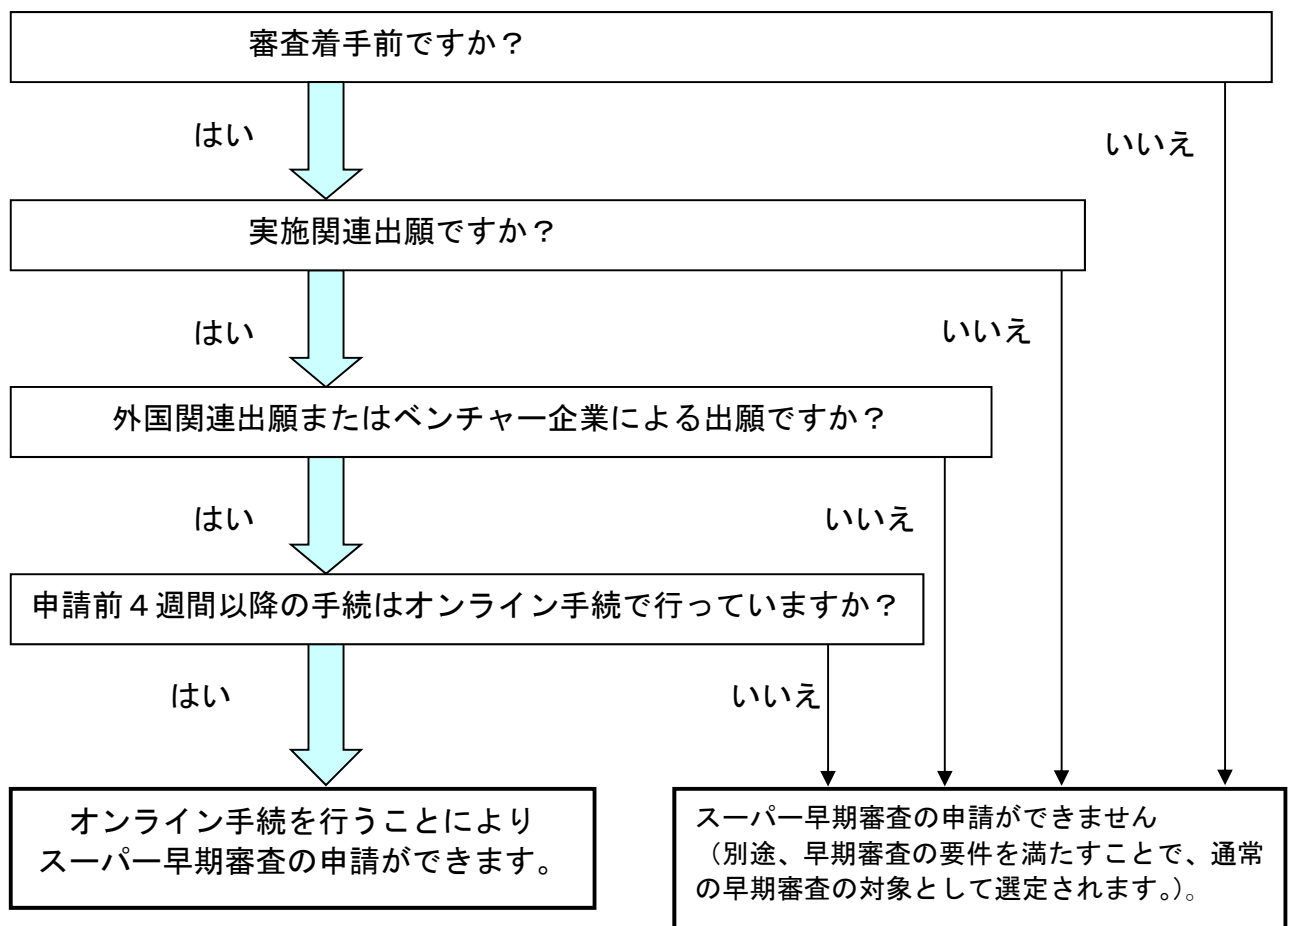 審査着手前ですか？
はい
いいえ
実施関連出願ですか？
はい
いいえ
外国関連出願またはベンチャー企業による出願ですか？
はい
いいえ
申請前４週間以降の手続はオンライン手続で行っていますか？
はい
いいえ
オンライン手続を行うことにより
スーパー早期審査の申請ができます。
スーパー早期審査の申請ができません
（別途、早期審査の要件を満たすことで、通常
の早期審査の対象として選定されます。）。